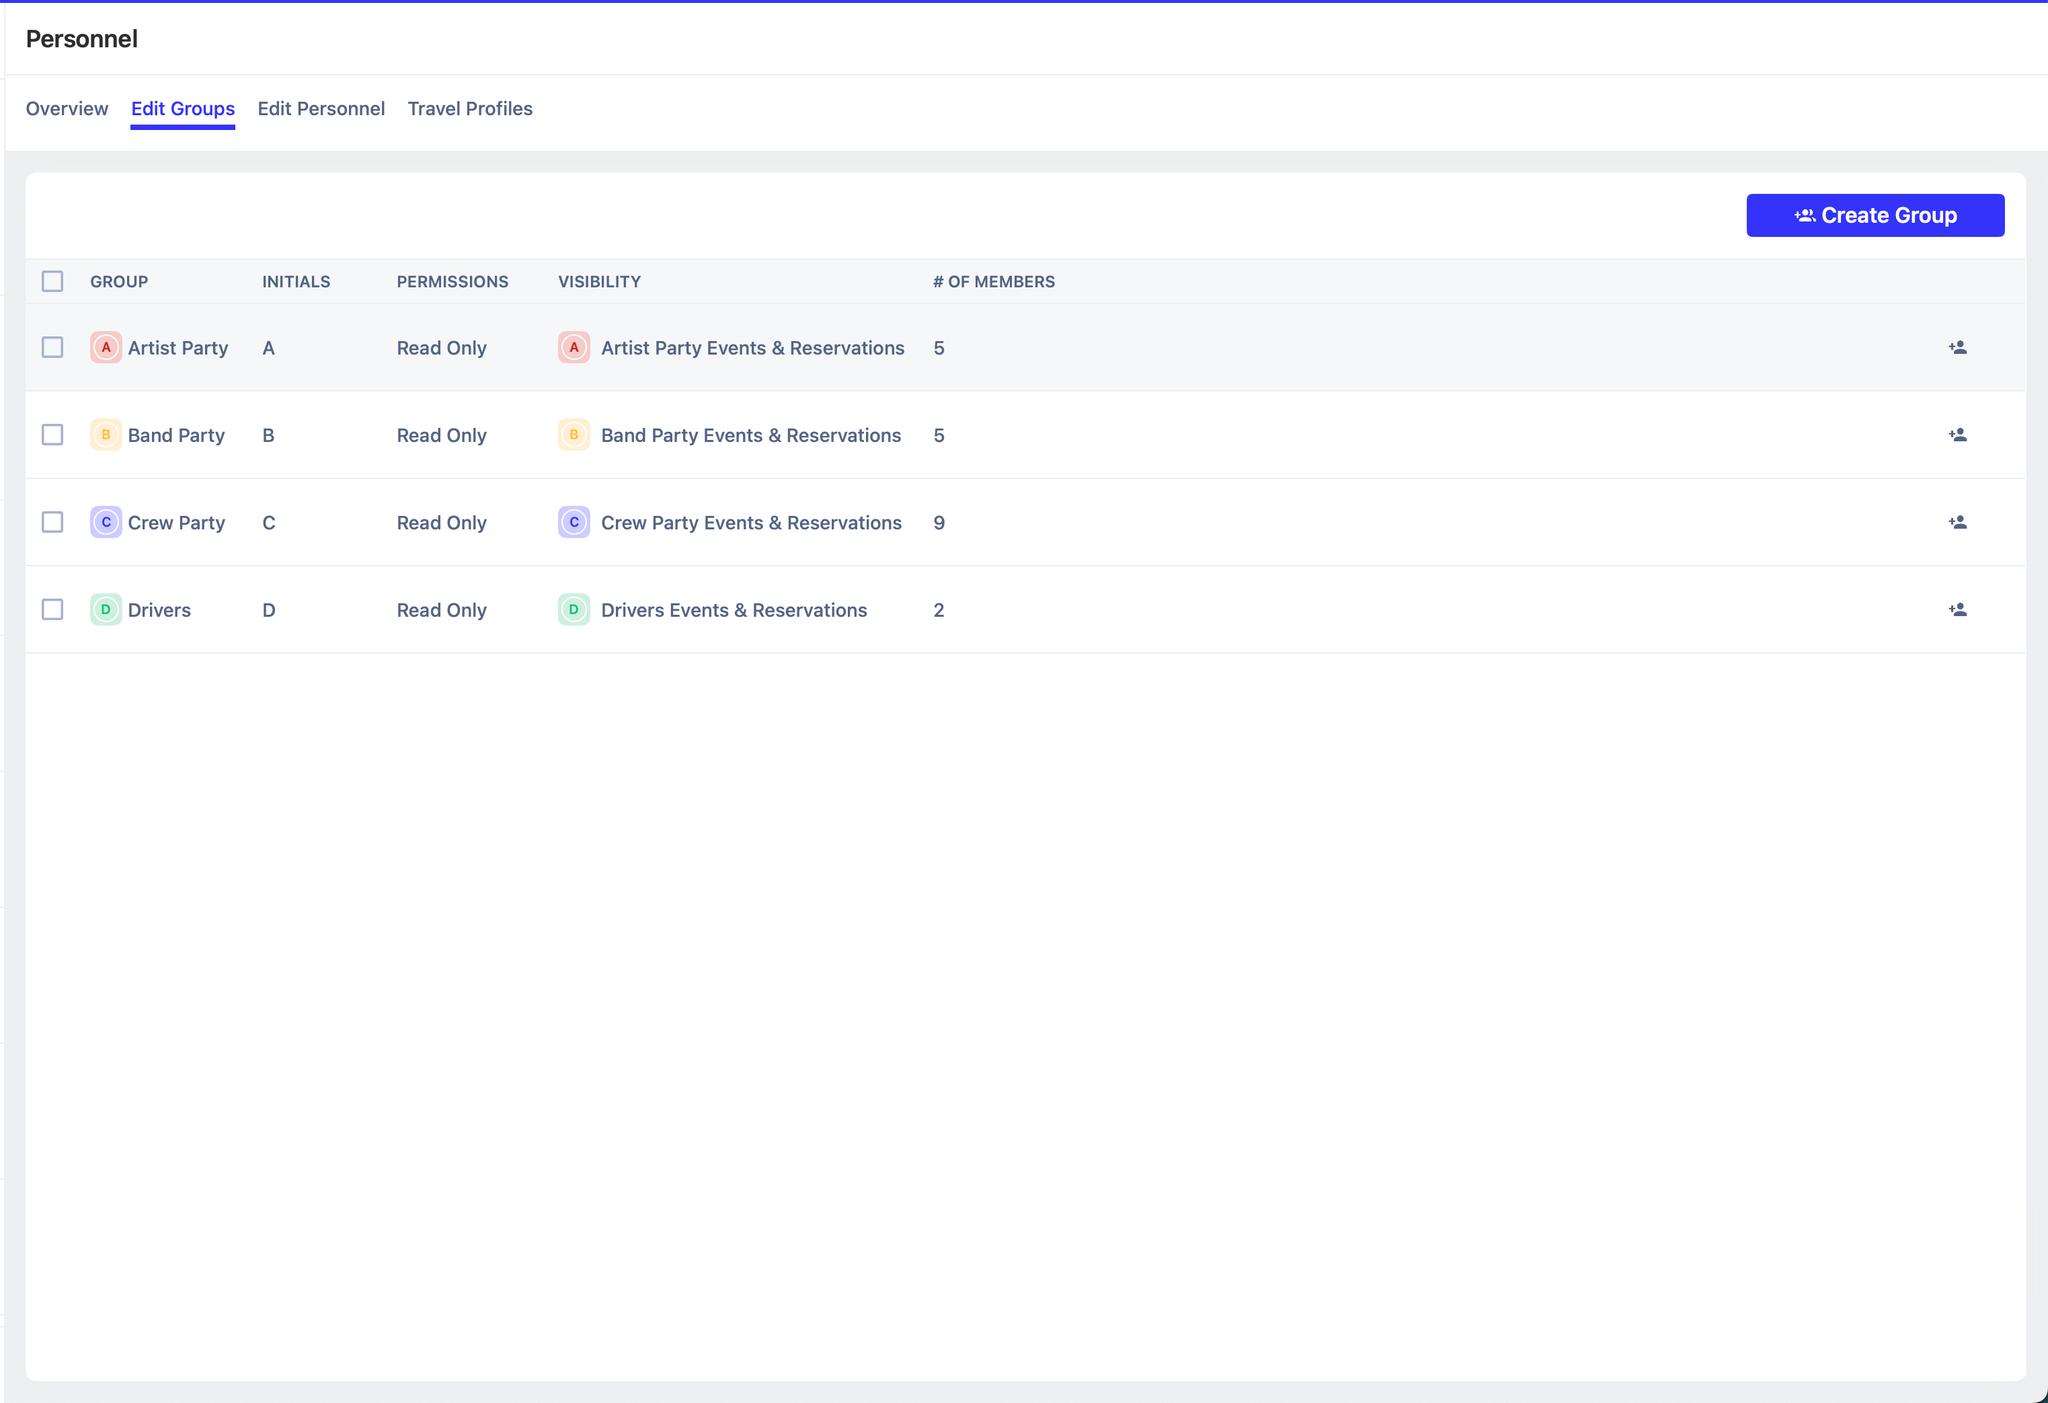 Personnel
Overview Edit Groups Edit Personnel Travel Profiles
Create Group
GROUP INITIALS PERMISSIONS VISIBILITY # OF MEMBERS
A Artist Party A Read Only A Artist Party Events & Reservations 5
B Band Party B Read Only B Band Party Events & Reservations 5
C Crew Party C Read Only C Crew Party Events & Reservations 9
D Drivers D Read Only D Drivers Events & Reservations 2